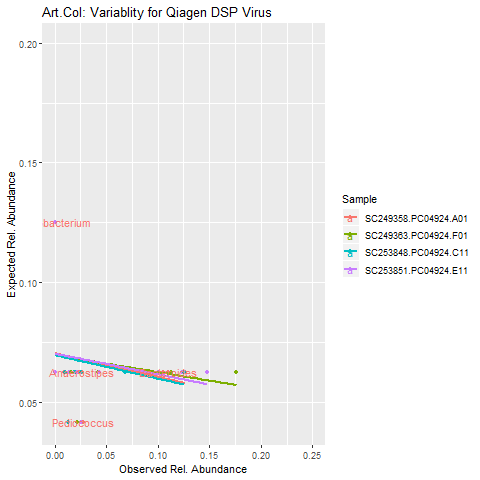 Art.Col: Variablity for Qiagen DSP Virus
0.20
0.15
0.10
0.05
Expected Rel. Abundance
bacterium
Anaerostipes
Pediococcus
0.00
0.05
0.10
0.15
0.20
0.25
Observed Rel. Abundance
Sample
SC249358.PC04924.A01
SC249363.PC04924.F01
SC253848.PC04924.C11
SC253851.PC04924.E11